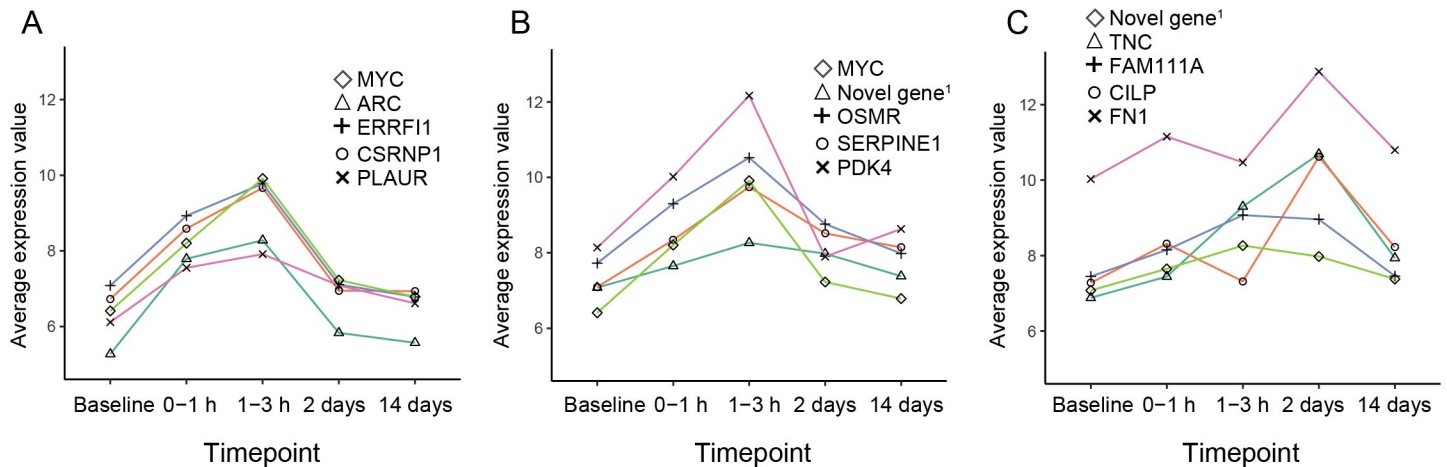 A
Average expression value
12
10
8
6
MYC
ARC
ERRFI1
CSRNP1
PLAUR
Baseline 0−1 h 1−3 h 2 days 14 days
Timepoint
B
Average expression value
12
10
8
6
MYC
Novel gene¹
OSMR
SERPINE1
PDK4
Baseline 0−1 h 1−3 h 2 days 14 days
Timepoint
C
Average expression value
12
10
8
6
Novel gene¹
TNC
FAM111A
CILP
FN1
Baseline 0−1 h 1−3 h 2 days 14 days
Timepoint